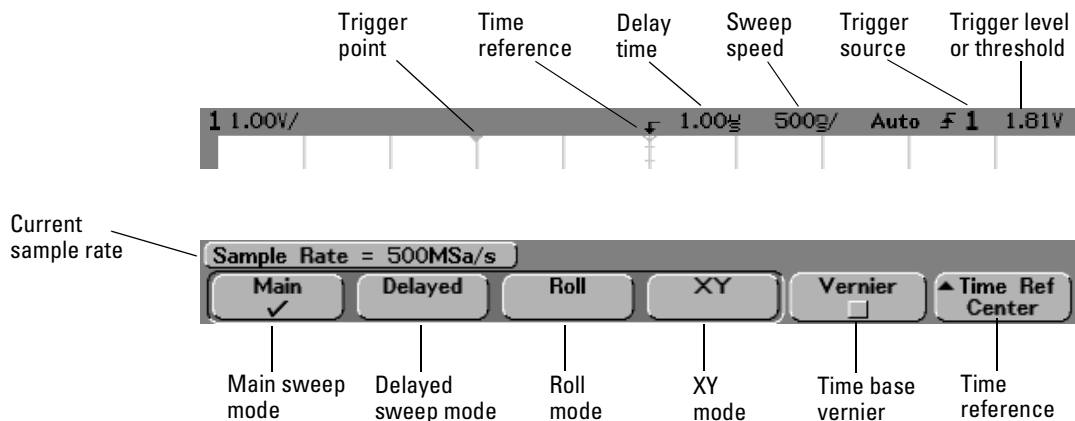 Trigger point
Time reference
Delay time
Sweep speed
Trigger source
Trigger level or threshold
1 1.00V/ 1.00µs 500ns/ Auto 1 1.81V
Current sample rate
Sample Rate = 500MSa/s
Main Delayed Roll XY Vernier Time Ref Center
Main sweep mode
Delayed sweep mode
Roll mode
XY mode
Time base vernier
Time reference